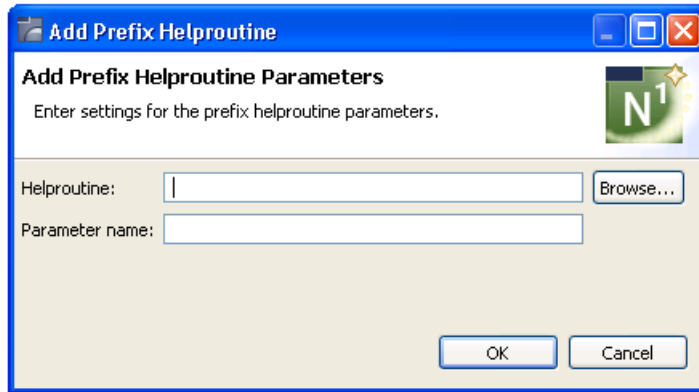 Add Prefix Helproutine
Add Prefix Helproutine Parameters
Enter settings for the prefix helproutine parameters.
N1
Helproutine: Browse...
Parameter name:
OK Cancel